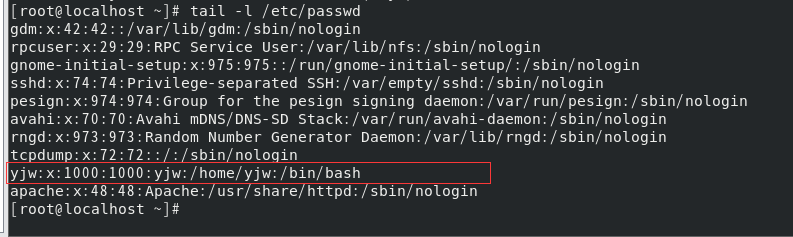 [root@localhost ~]# tail -l /etc/passwd
gdm:x:42:42::/var/lib/gdm:/sbin/nologin
rpcuser:x:29:29:RPC Service User:/var/lib/nfs:/sbin/nologin
gnome-initial-setup:x:975:975::/run/gnome-initial-setup/:/sbin/nologin
sshd:x:74:74:Privilege-separated SSH:/var/empty/sshd:/sbin/nologin
pesign:x:974:974:Group for the pesign signing daemon:/var/run/pesign:/sbin/nologin
avahi:x:70:70:Avahi mDNS/DNS-SD Stack:/var/run/avahi-daemon:/sbin/nologin
rngd:x:973:973:Random Number Generator Daemon:/var/lib/rngd:/sbin/nologin
tcpdump:x:72:72::/:/sbin/nologin
yjw:x:1000:1000:yjw:/home/yjw:/bin/bash
apache:x:48:48:Apache:/usr/share/httpd:/sbin/nologin
[root@localhost ~]#